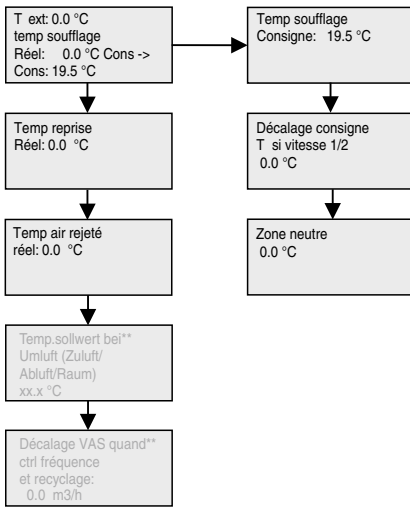 T ext: 0.0 °C
temp soufflage
Réel: 0.0 °C Cons ->
Cons: 19.5 °C
Temp soufflage
Consigne: 19.5 °C
Temp reprise
Réel: 0.0 °C
Décalage consigne
T si vitesse 1/2
0.0 °C
Temp air rejeté
réel: 0.0 °C
Zone neutre
0.0 °C
Temp.sollwert bei**
Umluft (Zuluft/
Abluft/Raum)
xx.x °C
Décalage VAS quand**
ctrl fréquence
et recyclage:
0.0 m3/h